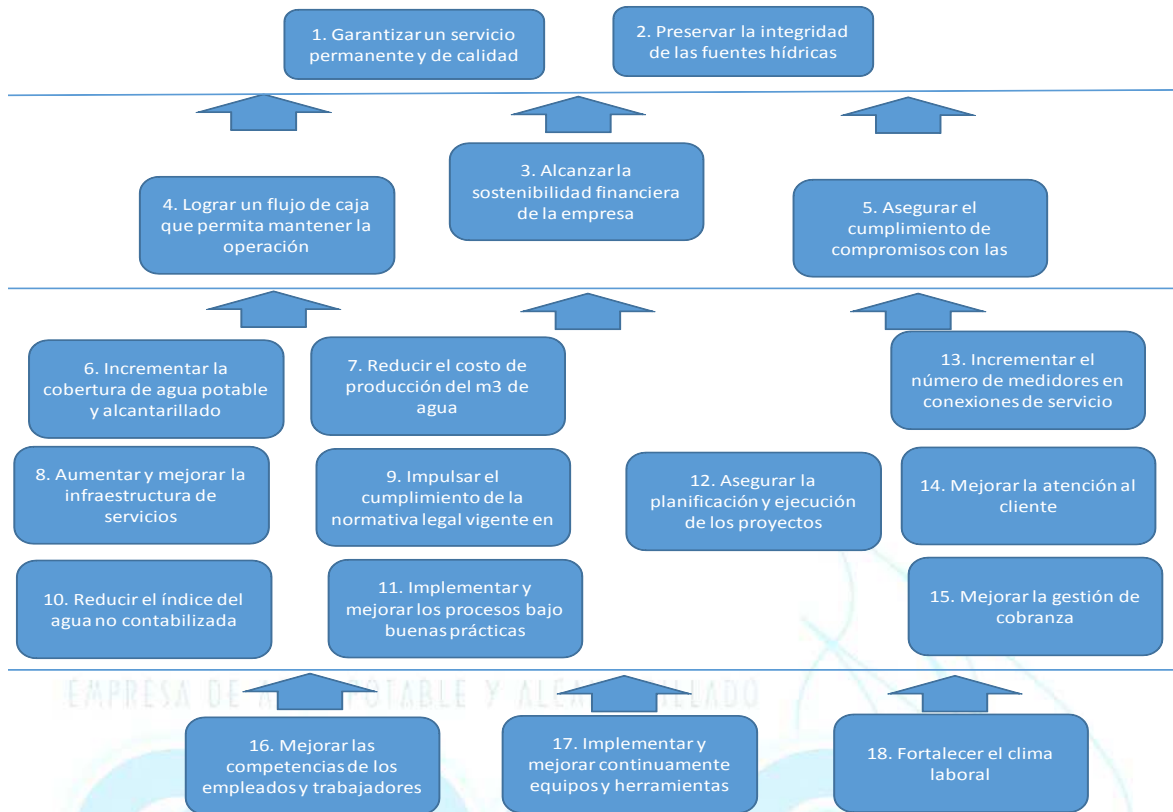 1. Garantizar un servicio
permanente y de calidad
2. Preservar la integridad
de las fuentes hídricas
3. Alcanzar la
sostenibilidad financiera
de la empresa
4. Lograr un flujo de caja
que permita mantener la
operación
5. Asegurar el
cumplimiento de
compromisos con las
6. Incrementar la
cobertura de agua potable
y alcantarillado
7. Reducir el costo de
producción del m3 de
agua
13. Incrementar el
número de medidores en
conexiones de servicio
8. Aumentar y mejorar la
infraestructura de
servicios
9. Impulsar el
cumplimiento de la
normativa legal vigente en
12. Asegurar la
planificación y ejecución
de los proyectos
14. Mejorar la atención al
cliente
10. Reducir el índice del
agua no contabilizada
11. Implementar y
mejorar los procesos bajo
buenas prácticas
15. Mejorar la gestión de
cobranza
EMPRESA DE POTABLE Y
16. Mejorar las
competencias de los
empleados y trabajadores
17. Implementar y
mejorar continuamente
equipos y herramientas
18. Fortalecer el clima
laboral